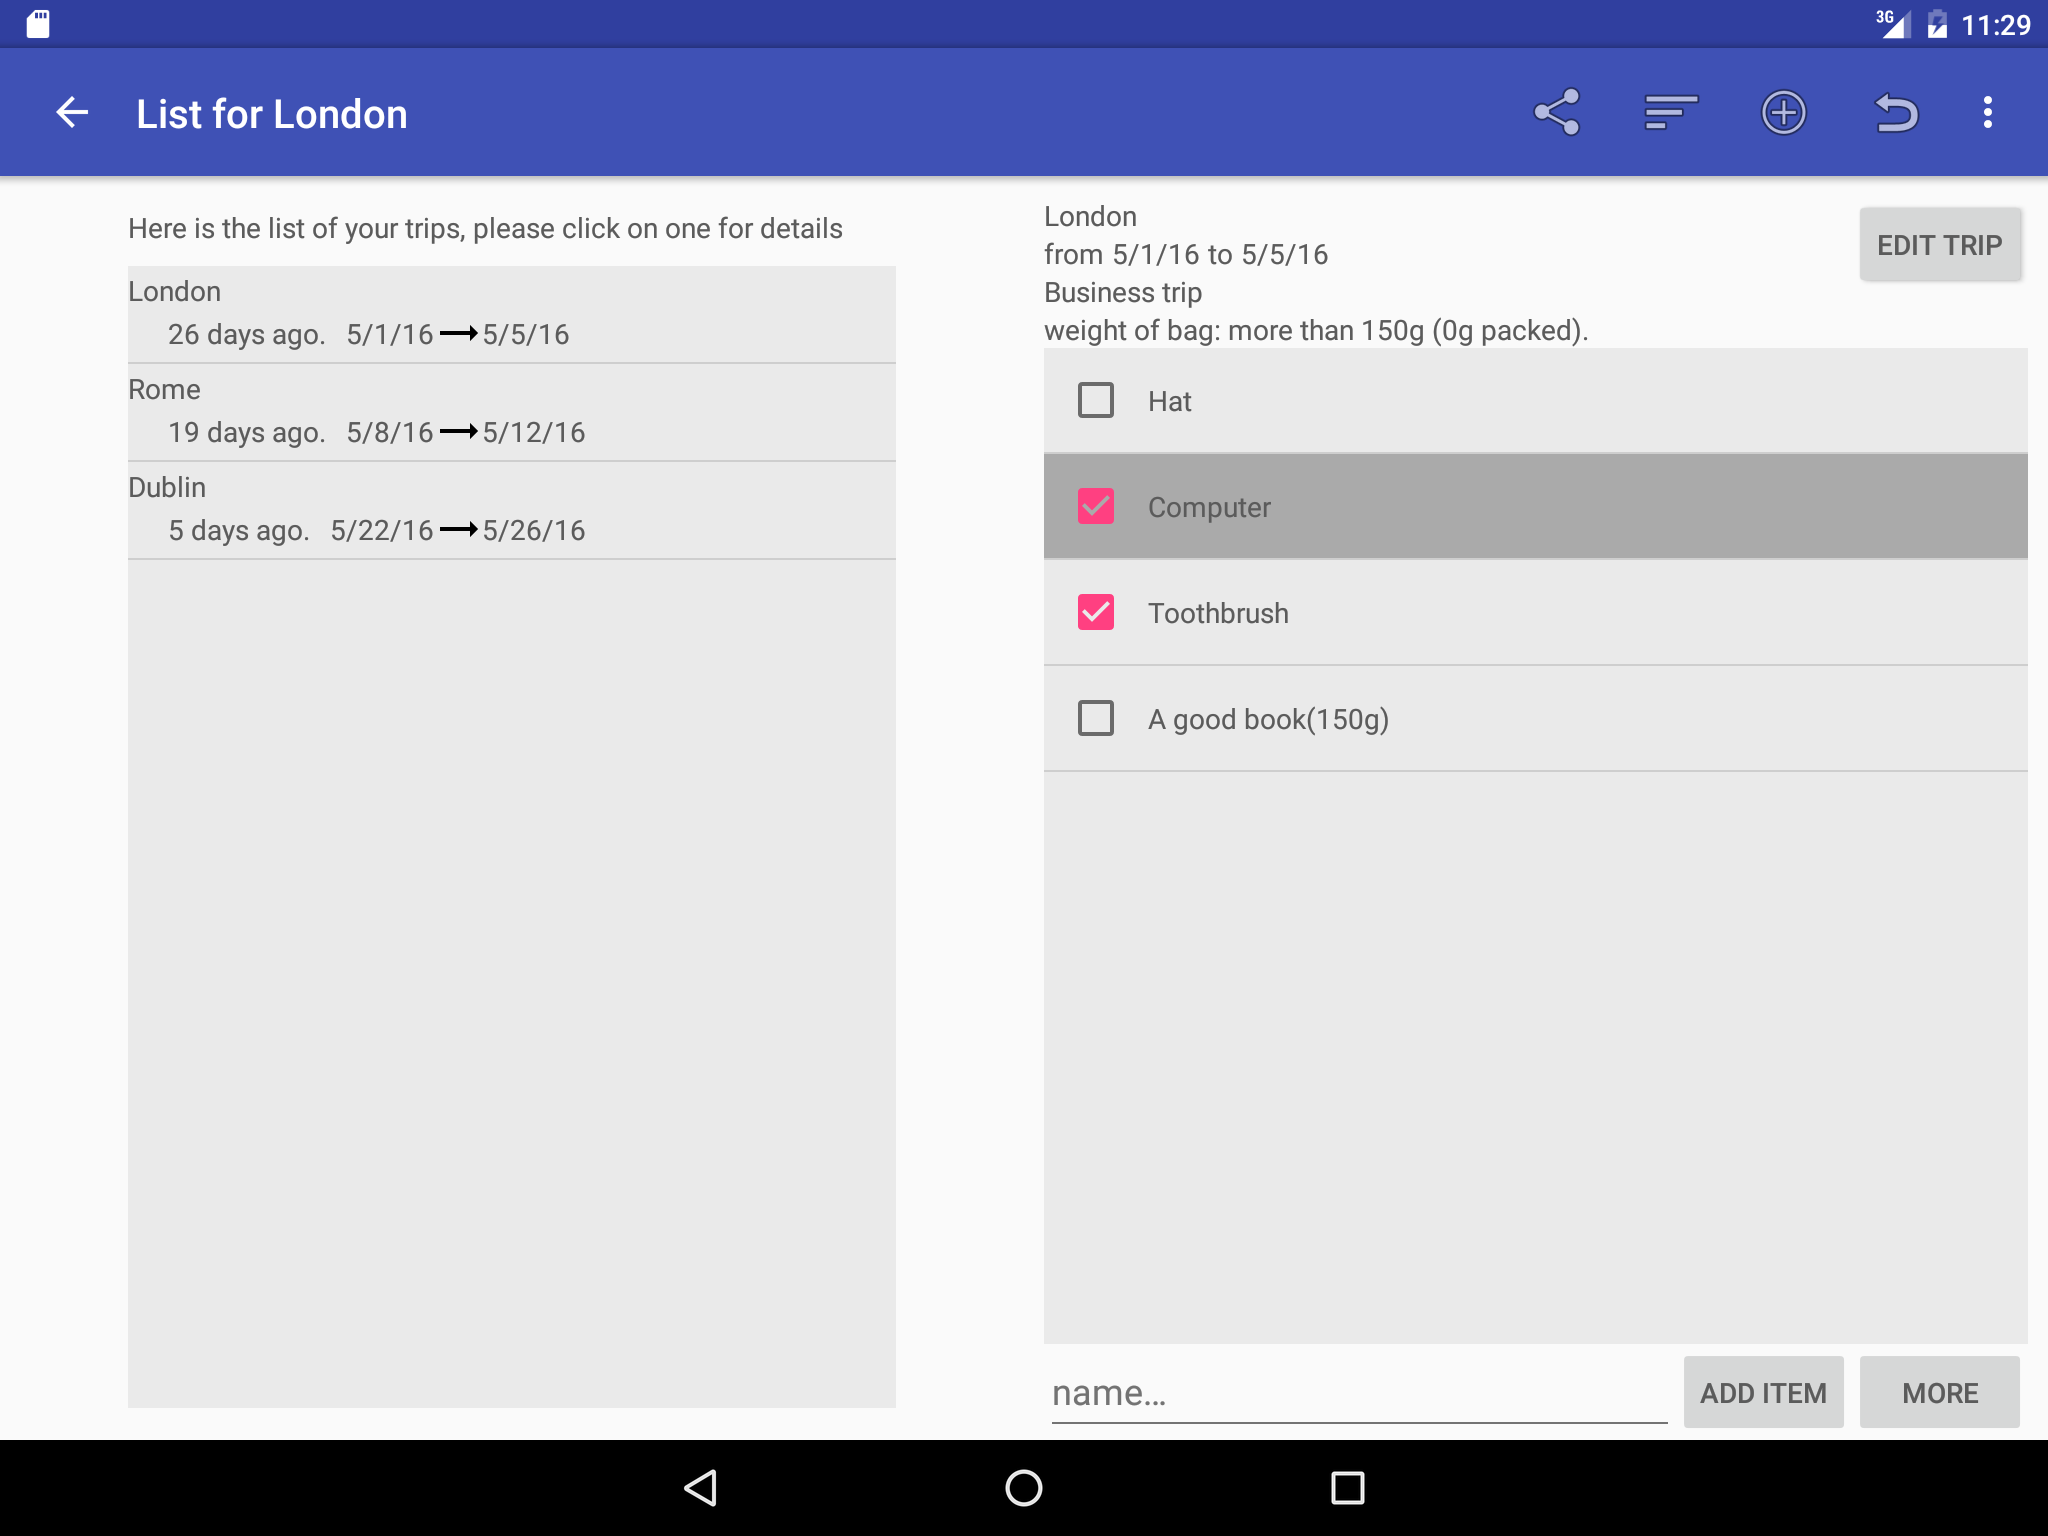 3G 11:29
List for London
Here is the list of your trips, please click on one for details
London
26 days ago. 5/1/16 5/5/16
Rome
19 days ago. 5/8/16 5/12/16
Dublin
5 days ago. 5/22/16 5/26/16
London
from 5/1/16 to 5/5/16
Business trip
weight of bag: more than 150g (0g packed).
EDIT TRIP
Hat
Computer
Toothbrush
A good book(150g)
name...
ADD ITEM
MORE